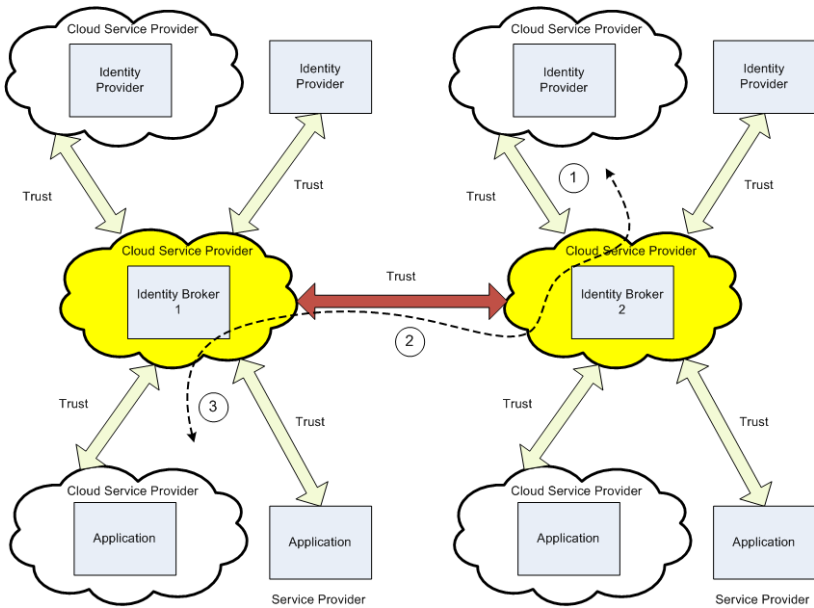 Cloud Service Provider
Identity
Provider
Identity
Provider
Cloud Service Provider
Identity
Provider
Identity
Provider
Trust
Trust
1
Trust
Trust
Cloud Service Provider
Identity Broker
1
Trust
2
Cloud Service Provider
Identity Broker
2
Trust
3
Trust
Trust
Trust
Cloud Service Provider
Application
Application
Service Provider
Cloud Service Provider
Application
Application
Service Provider